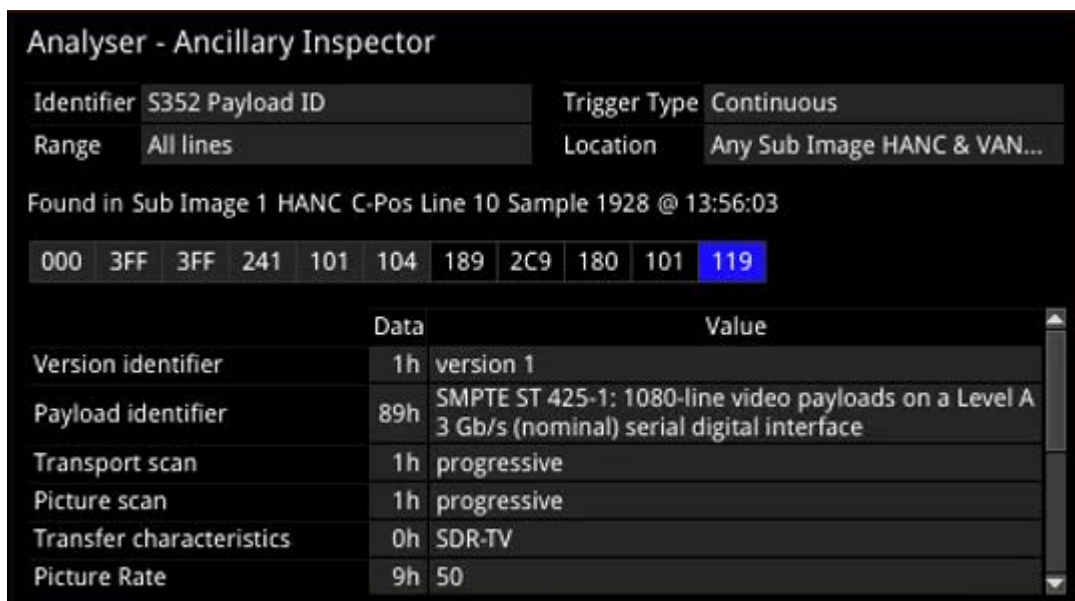 Analyser - Ancillary Inspector
Identifier S352 Payload ID Trigger Type Continuous
Range All lines Location Any Sub Image HANC & VAN...
Found in Sub Image 1 HANC C-Pos Line 10 Sample 1928 @ 13:56:03
000 3FF 3FF 241 101 104 189 2C9 180 101 119
Data Value
Version identifier 1h version 1
Payload identifier 89h SMPTE ST 425-1: 1080-line video payloads on a Level A
3 Gb/s (nominal) serial digital interface
Transport scan 1h progressive
Picture scan 1h progressive
Transfer characteristics 0h SDR-TV
Picture Rate 9h 50